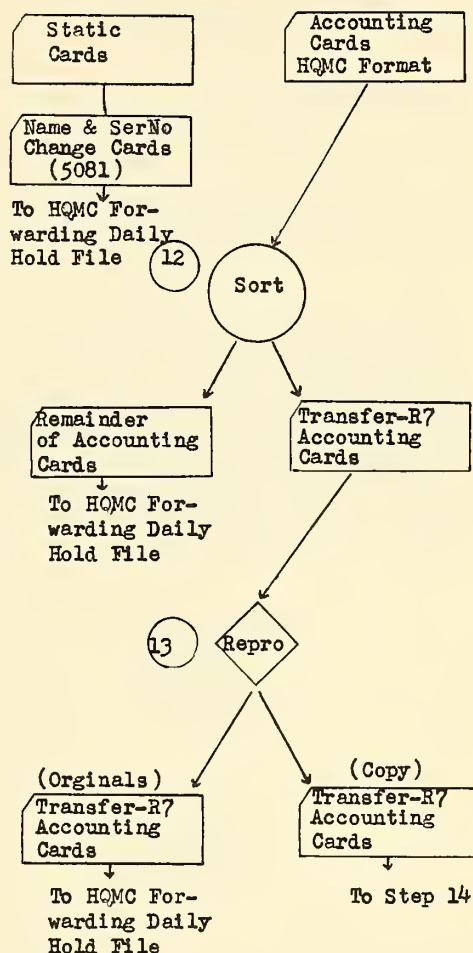 Static
Cards
Accounting
Cards
HQMC Format
Name & SerNo
Change Cards
(5081)
To HQMC For-
warding Daily
Hold File
12
Sort
Remainder
of Accounting
Cards
To HQMC For-
warding Daily
Hold File
Transfer-R7
Accounting
Cards
13
Repro
(Orginals)
Transfer-R7
Accounting
Cards
To HQMC For-
warding Daily
Hold File
(Copy)
Transfer-R7
Accounting
Cards
To Step 14